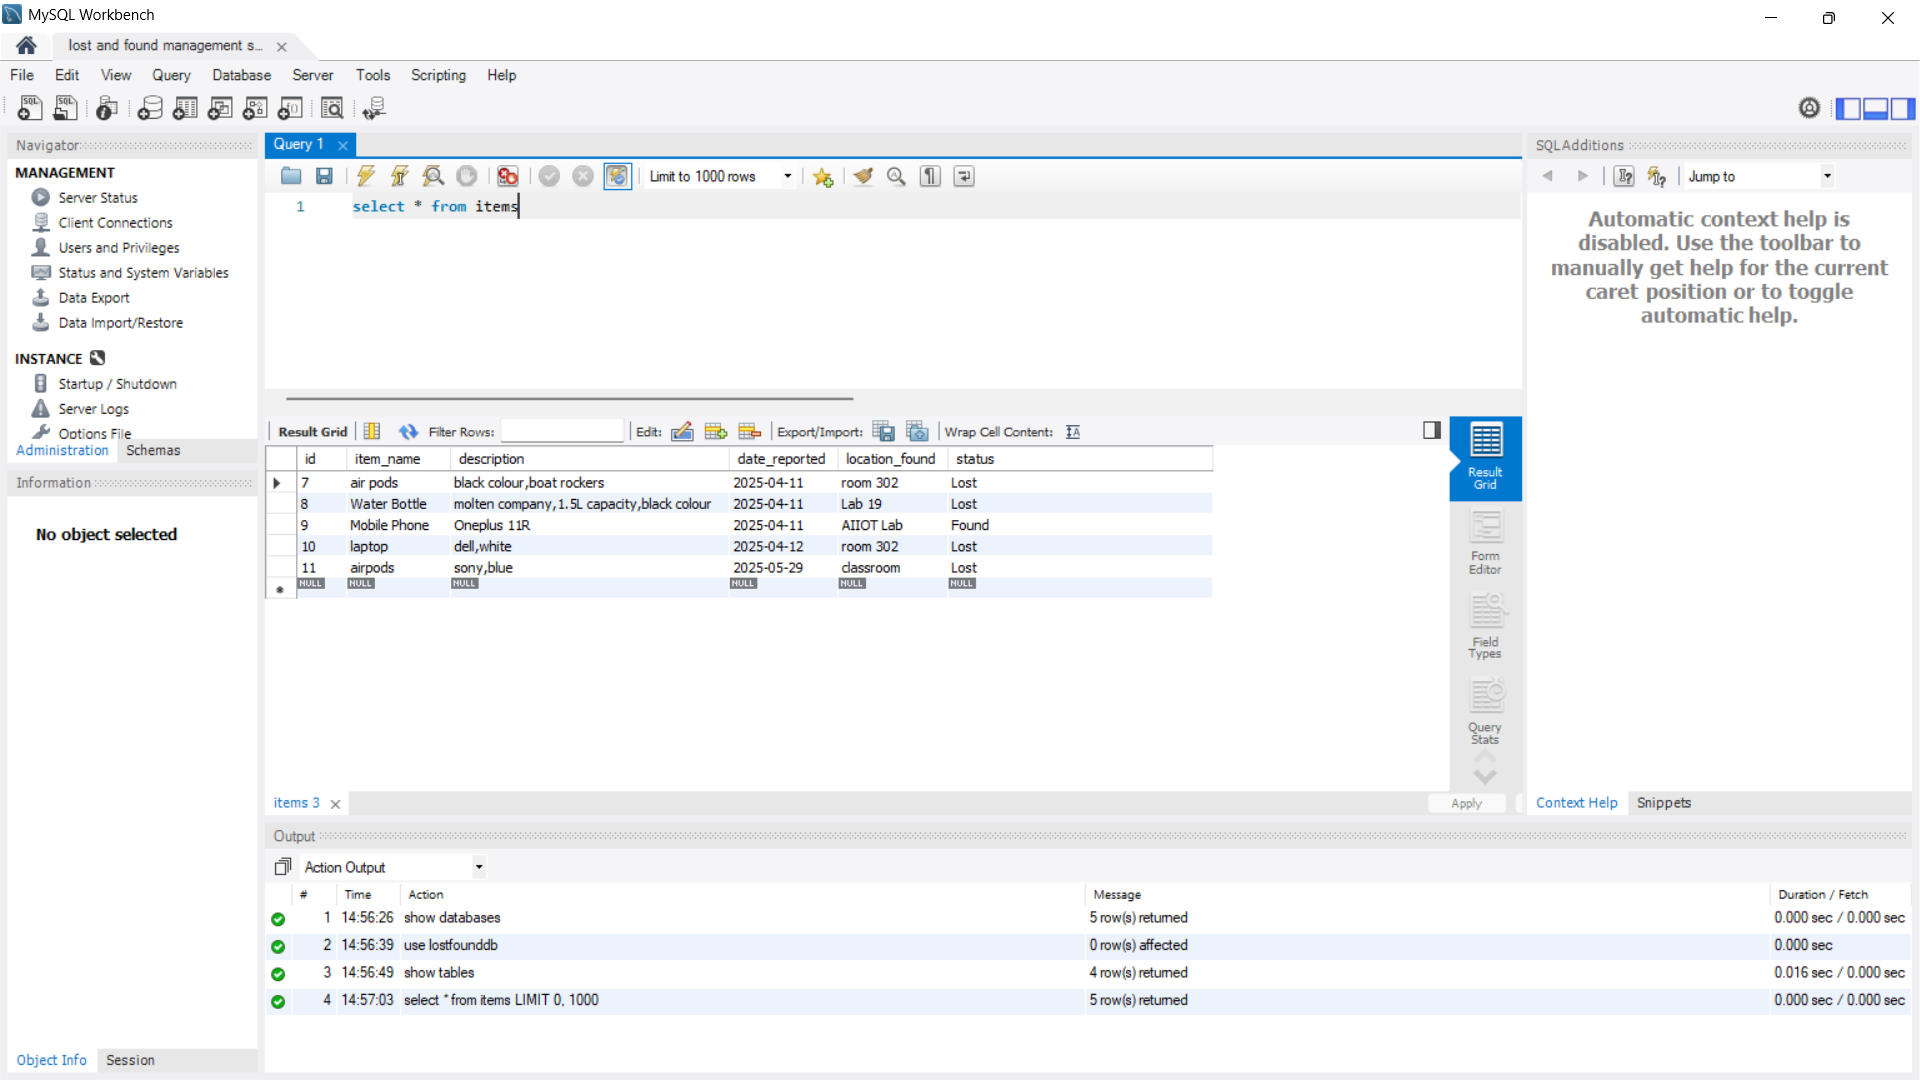 MySQL Workbench
lost and found management s...
File Edit View Query Database Server Tools Scripting Help
Navigator
MANAGEMENT
Server Status
Client Connections
Users and Privileges
Status and System Variables
Data Export
Data Import/Restore
INSTANCE
Startup / Shutdown
Server Logs
Options File
Administration Schemas
Information
No object selected
Object Info Session
Query 1
Limit to 1000 rows
1 select * from items
Result Grid Filter Rows: Edit: Export/Import: Wrap Cell Content:
id item_name description date_reported location_found status
7 air pods black colour,boat rockers 2025-04-11 room 302 Lost
8 Water Bottle molten company,1.5L capacity,black colour 2025-04-11 Lab 19 Lost
9 Mobile Phone Oneplus 11R 2025-04-11 AIIOT Lab Found
10 laptop dell,white 2025-04-12 room 302 Lost
11 airpods sony,blue 2025-05-29 classroom Lost
NULL NULL NULL NULL NULL NULL
Result
Grid
Form
Editor
Field
Types
Query
Stats
items 3
Apply
SQLAdditions
Jump to
Automatic context help is
disabled. Use the toolbar to
manually get help for the current
caret position or to toggle
automatic help.
Context Help Snippets
Output
Action Output
# Time Action Message Duration / Fetch
1 14:56:26 show databases 5 row(s) returned 0.000 sec / 0.000 sec
2 14:56:39 use lostfounddb 0 row(s) affected 0.000 sec
3 14:56:49 show tables 4 row(s) returned 0.016 sec / 0.000 sec
4 14:57:03 select * from items LIMIT 0, 1000 5 row(s) returned 0.000 sec / 0.000 sec